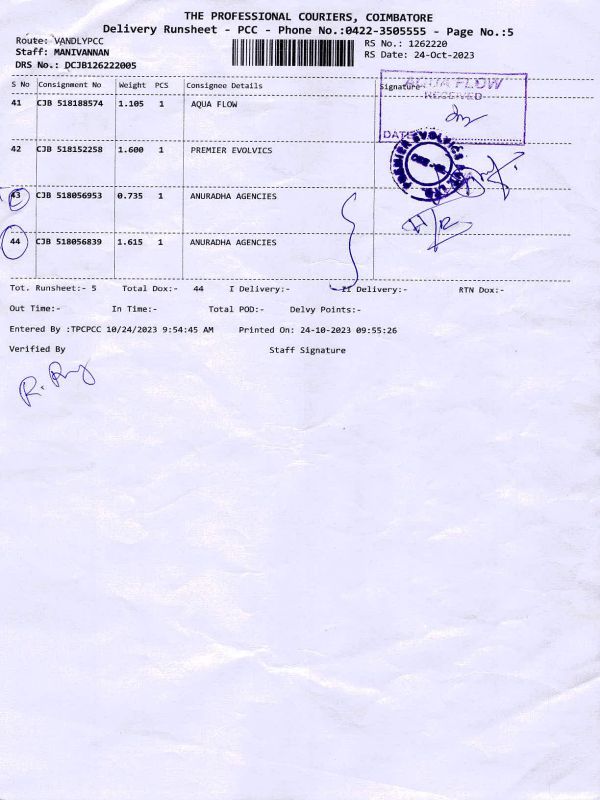 THE PROFESSIONAL COURIERS, COIMBATORE
Delivery Runsheet - PCC - Phone No.:0422-3505555 - Page No.:5
Route: VANDLYPCC RS No.: 1262220
Staff: MANIVANNAN RS Date: 24-Oct-2023
DRS No.: DCJB126222005
S No Consignment No Weight PCS Consignee Details Signature
AQUA FLOW
RECEIVED
41 CJB 518188574 1.105 1 AQUA FLOW
DATE
42 CJB 518152258 1.600 1 PREMIER EVOLVICS
PREMIER EVOLVICS PVT. LTD.
43 CJB 518056953 0.735 1 ANURADHA AGENCIES
44 CJB 518056839 1.615 1 ANURADHA AGENCIES
Tot. Runsheet:- 5 Total Dox:- 44 I Delivery:- II Delivery:- RTN Dox:-
Out Time:- In Time:- Total POD:- Delvy Points:-
Entered By :TPCPCC 10/24/2023 9:54:45 AM Printed On: 24-10-2023 09:55:26
Verified By Staff Signature